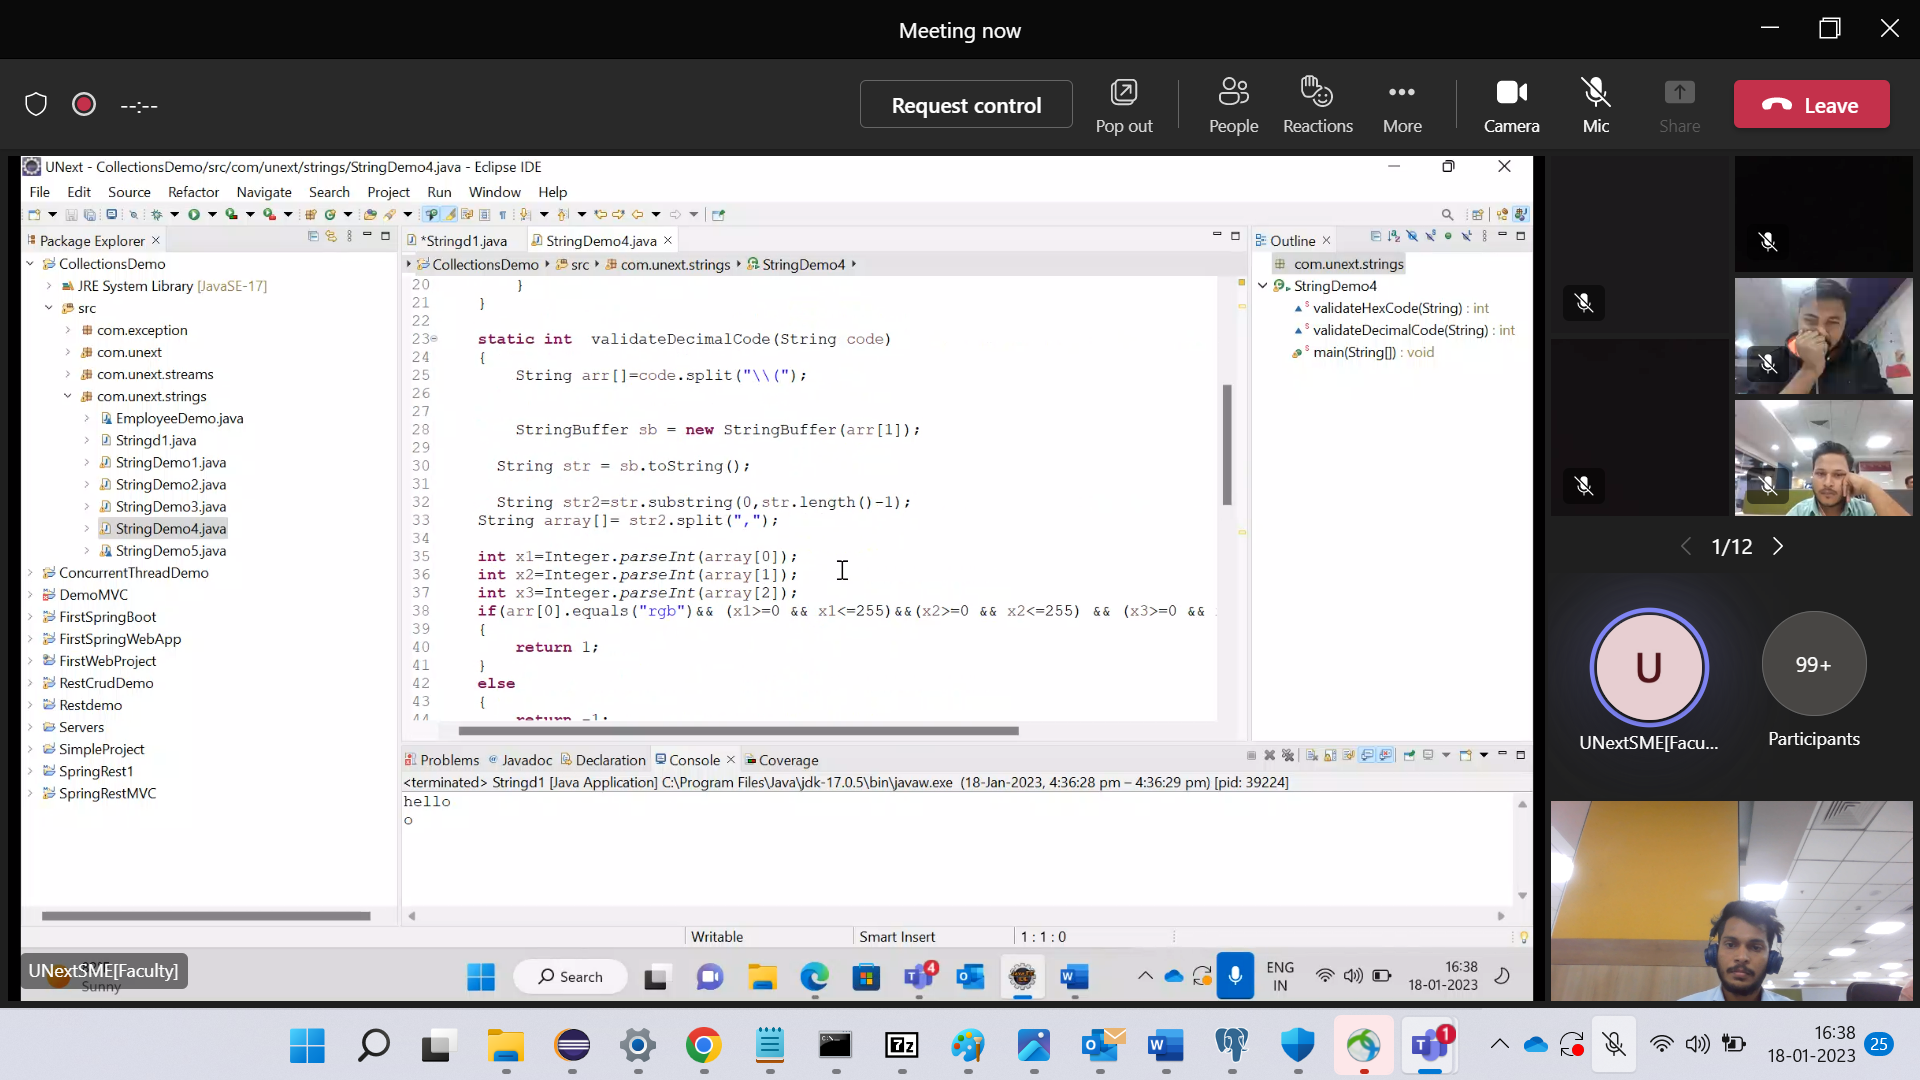 Meeting now
--:--
Request control
Pop out
People
Reactions
More
Camera
Mic
Share
Leave
UNext - CollectionsDemo/src/com/unext/strings/StringDemo4.java - Eclipse IDE
File Edit Source Refactor Navigate Search Project Run Window Help
Package Explorer
CollectionsDemo
JRE System Library [JavaSE-17]
src
com.exception
com.unext
com.unext.streams
com.unext.strings
EmployeeDemo.java
Stringd1.java
StringDemo1.java
StringDemo2.java
StringDemo3.java
StringDemo4.java
StringDemo5.java
ConcurrentThreadDemo
DemoMVC
FirstSpringBoot
FirstSpringWebApp
FirstWebProject
RestCrudDemo
Restdemo
Servers
SimpleProject
SpringRest1
SpringRestMVC
*Stringd1.java StringDemo4.java
CollectionsDemo src com.unext.strings StringDemo4
20 }
21 }
22
23 static int validateDecimalCode(String code)
24 {
25 String arr[]=code.split("\\(");
26
27
28 StringBuffer sb = new StringBuffer(arr[1]);
29
30 String str = sb.toString();
31
32 String str2=str.substring(0,str.length()-1);
33 String array[]= str2.split(",");
34
35 int x1=Integer.parseInt(array[0]);
36 int x2=Integer.parseInt(array[1]);
37 int x3=Integer.parseInt(array[2]);
38 if(arr[0].equals("rgb")&& (x1>=0 && x1<=255)&&(x2>=0 && x2<=255) && (x3>=0 &&
39 {
40 return 1;
41 }
42 else
43 {
44 return -1;
Outline
com.unext.strings
StringDemo4
validateHexCode(String) : int
validateDecimalCode(String) : int
main(String[]) : void
Problems Javadoc Declaration Console Coverage
<terminated> Stringd1 [Java Application] C:\Program Files\Java\jdk-17.0.5\bin\javaw.exe (18-Jan-2023, 4:36:28 pm – 4:36:29 pm) [pid: 39224]
hello
o
Writable
Smart Insert
1 : 1 : 0
UNextSME[Faculty]
Sunny
Search
4
ENG
IN
16:38
18-01-2023
1/12
U
UNextSME[Facu...
99+
Participants
7z
1
16:38
18-01-2023
25